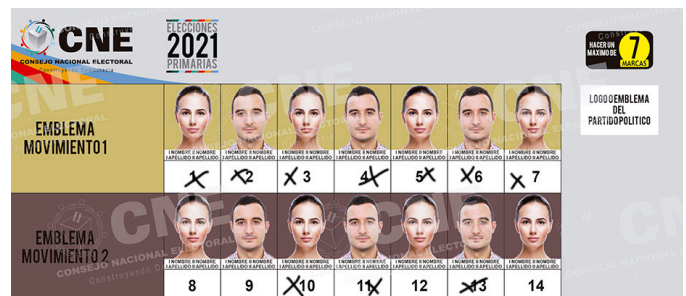 CNE
CONSEJO NACIONAL ELECTORAL
Construyendo Democracia
ELECCIONES
2021
PRIMARIAS
HACER UN
MAXIMO DE
7
MARCAS
LOGO O EMBLEMA
DEL
PARTIDO POLITICO
EMBLEMA
MOVIMIENTO 1
I NOMBRE II NOMBRE I NOMBRE II NOMBRE I NOMBRE II NOMBRE I NOMBRE II NOMBRE I NOMBRE II NOMBRE I NOMBRE II NOMBRE I NOMBRE II NOMBRE
I APELLIDO II APELLIDO I APELLIDO II APELLIDO I APELLIDO II APELLIDO I APELLIDO II APELLIDO I APELLIDO II APELLIDO I APELLIDO II APELLIDO I APELLIDO II APELLIDO
1 2 3 4 5 6 7
EMBLEMA
MOVIMIENTO 2
I NOMBRE II NOMBRE I NOMBRE II NOMBRE I NOMBRE II NOMBRE I NOMBRE II NOMBRE I NOMBRE II NOMBRE I NOMBRE II NOMBRE I NOMBRE II NOMBRE
I APELLIDO II APELLIDO I APELLIDO II APELLIDO I APELLIDO II APELLIDO I APELLIDO II APELLIDO I APELLIDO II APELLIDO I APELLIDO II APELLIDO I APELLIDO II APELLIDO
8 9 10 11 12 13 14